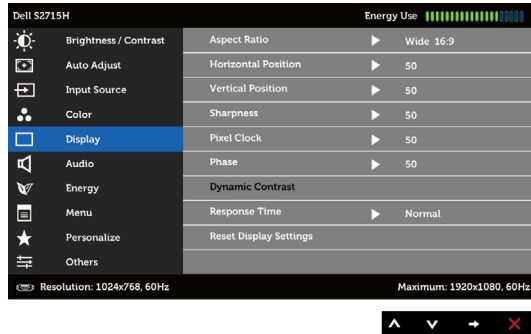 Dell S2715H Energy Use
Brightness / Contrast Aspect Ratio Wide 16:9
Auto Adjust Horizontal Position 50
Input Source Vertical Position 50
Color Sharpness 50
Display Pixel Clock 50
Audio Phase 50
Energy Dynamic Contrast
Menu Response Time Normal
Personalize Reset Display Settings
Others
Resolution: 1024x768, 60Hz Maximum: 1920x1080, 60Hz